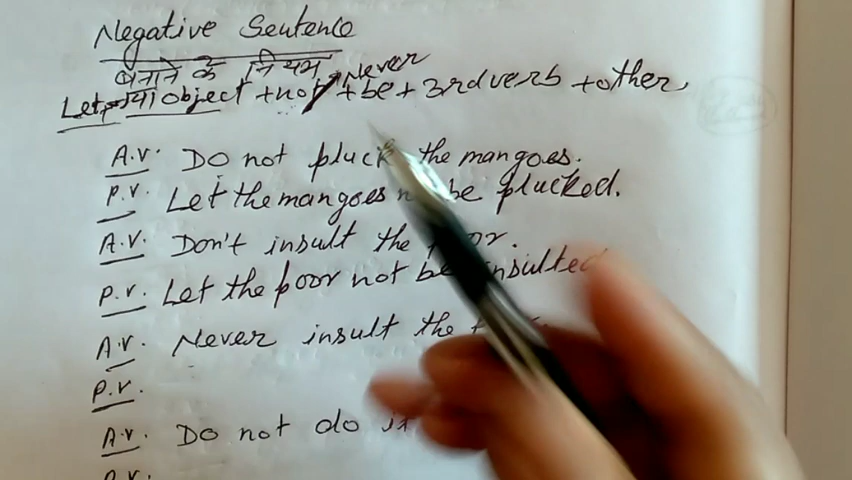 Negative Sentence
बनाने के नियम Never
Let + object + not / + be + 3rd verb + other,
A.V. Do not pluck the mangoes.
P.V. Let the mangoes be plucked.
A.V. Don't insult the
P.V. Let the poor not be insulted
A.V. Never insult the
P.V.
A.V. Do not do it
P.V.